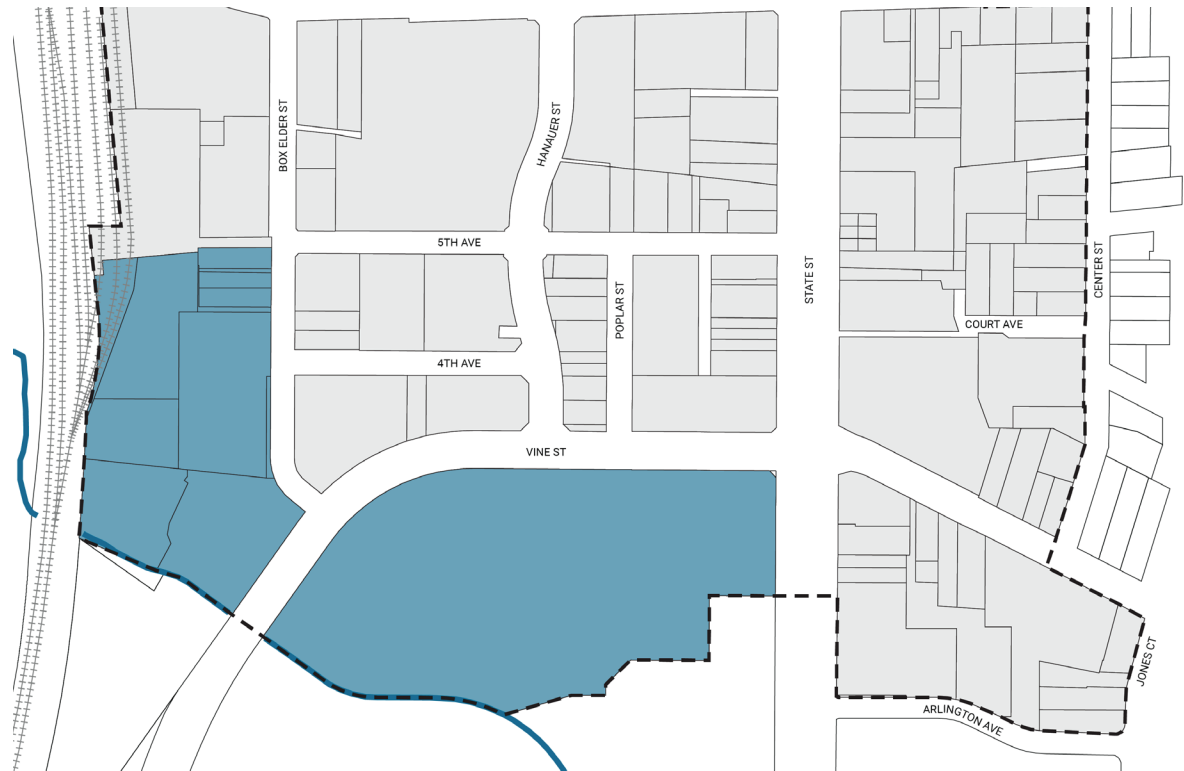 BOX ELDER ST
HANAUER ST
5TH AVE
POPLAR ST
STATE ST
CENTER ST
COURT AVE
4TH AVE
VINE ST
JONES CT
ARLINGTON AVE